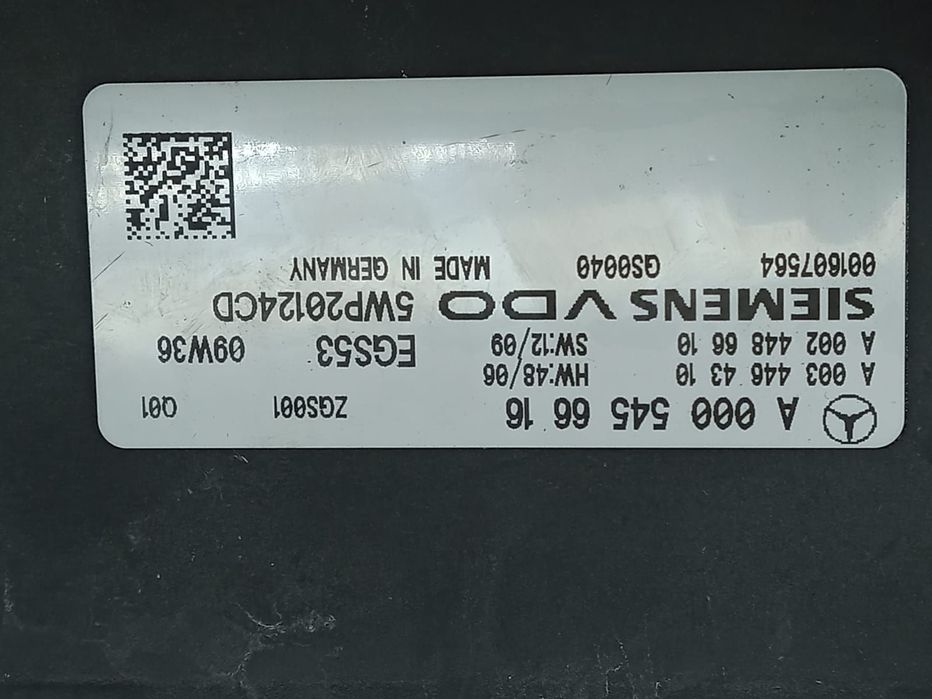 A 000 545 66 16 ZGS001 Q01
A 003 446 43 10 HW:48/06
A 002 448 66 10 SW:12/09 EGS53 09W36
SIEMENS VDO 5WP20124CD
001607564 GS0040 MADE IN GERMANY